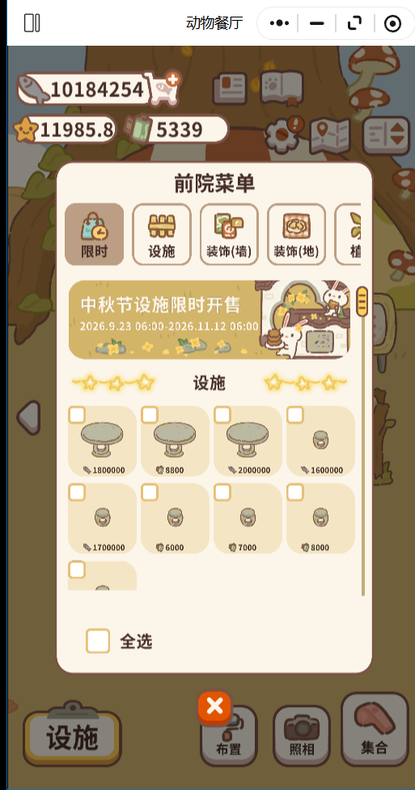 动物餐厅
10184254
11985.8
5339
前院菜单
限时
设施
装饰(墙)
装饰(地)
植
中秋节设施限时开售
2026.9.23 06:00-2026.11.12 06:00
设施
1800000
8800
2000000
1600000
1700000
6000
7000
8000
全选
设施
布置
照相
集合